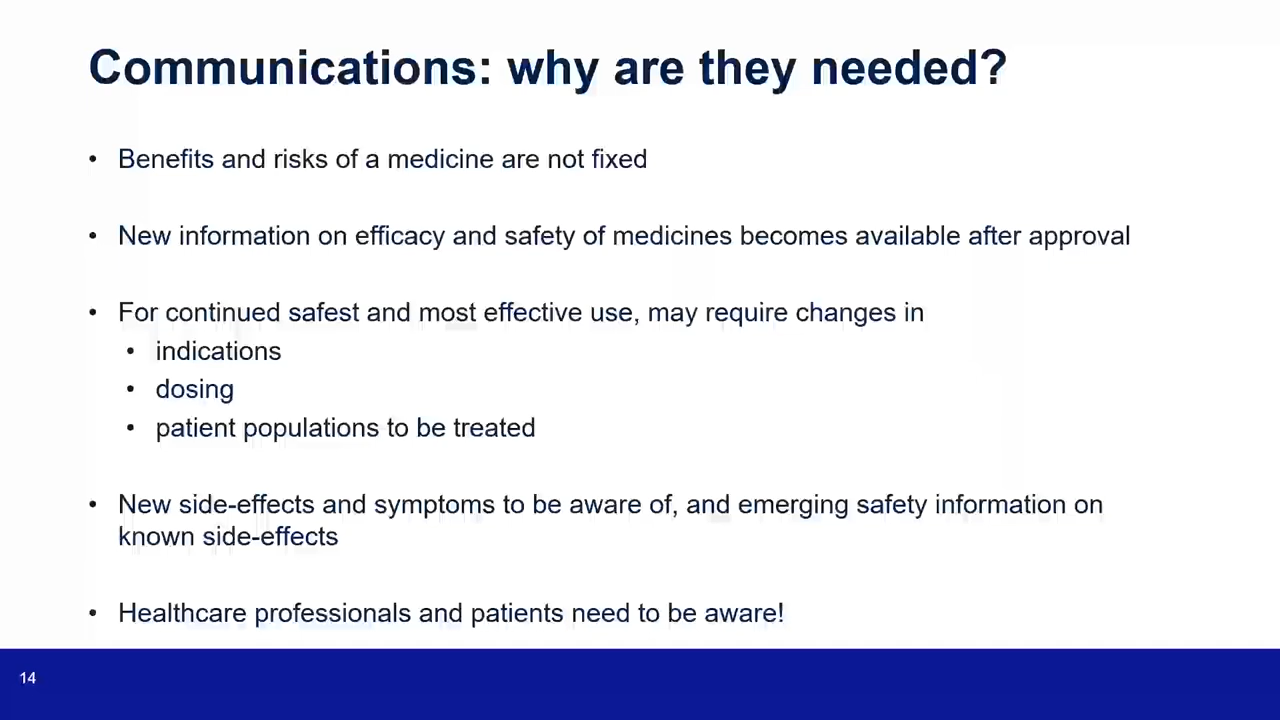 Communications: why are they needed?
• Benefits and risks of a medicine are not fixed
• New information on efficacy and safety of medicines becomes available after approval
• For continued safest and most effective use, may require changes in
• indications
• dosing
• patient populations to be treated
• New side-effects and symptoms to be aware of, and emerging safety information on
known side-effects
• Healthcare professionals and patients need to be aware!
14